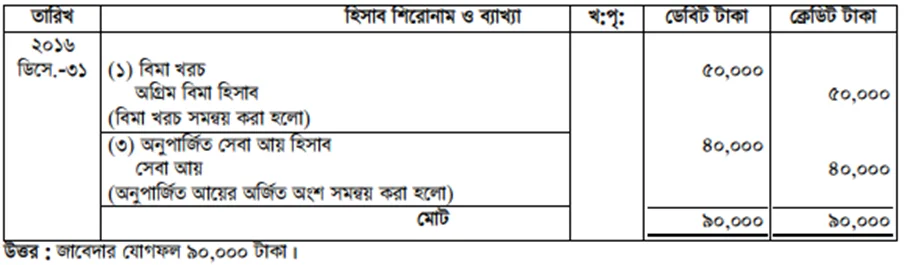 তারিখ হিসাব শিরোনাম ও ব্যাখ্যা খ:পৃ: ডেবিট টাকা ক্রেডিট টাকা
২০১৬
ডিসে.-৩১ (১) বিমা খরচ ৫০,০০০
অগ্রিম বিমা হিসাব ৫০,০০০
(বিমা খরচ সমন্বয় করা হলো)
(৩) অনুপার্জিত সেবা আয় হিসাব ৪০,০০০
সেবা আয় ৪০,০০০
(অনুপার্জিত আয়ের অর্জিত অংশ সমন্বয় করা হলো)
মোট ৯০,০০০ ৯০,০০০
উত্তর : জাবেদার যোগফল ৯০,০০০ টাকা।